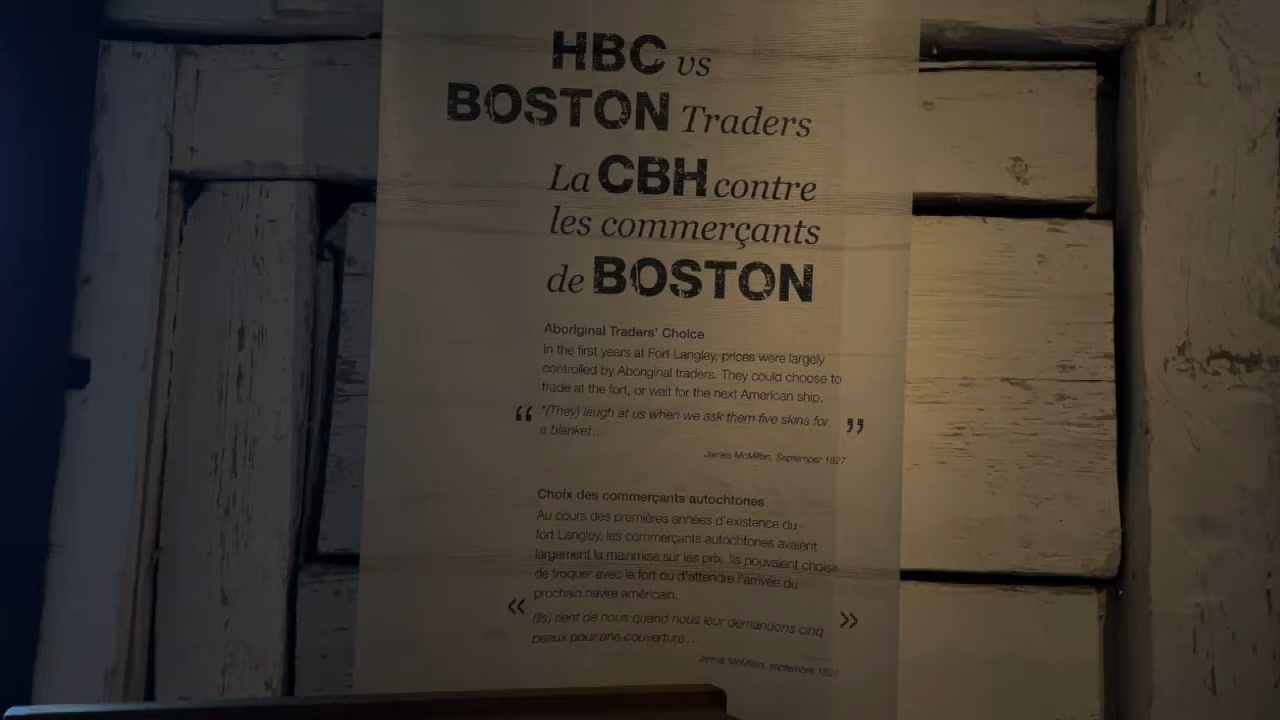 HBC vs
BOSTON Traders
La CBH contre
les commerçants
de BOSTON
Aboriginal Traders' Choice
In the first years at Fort Langley, prices were largely
controlled by Aboriginal traders. They could choose to
trade at the fort, or wait for the next American ship.
“ "(They) laugh at us when we ask them five skins for ”
a blanket...
James McMillan, September 1827
Choix des commerçants autochtones
Au cours des premières années d'existence du
fort Langley, les commerçants autochtones avaient
largement la mainmise sur les prix. Ils pouvaient choisir
de troquer avec le fort ou d'attendre l'arrivée du
prochain navire américain.
« (Ils) rient de nous quand nous leur demandons cinq »
peaux pour une couverture...
James McMillan, septembre 1827